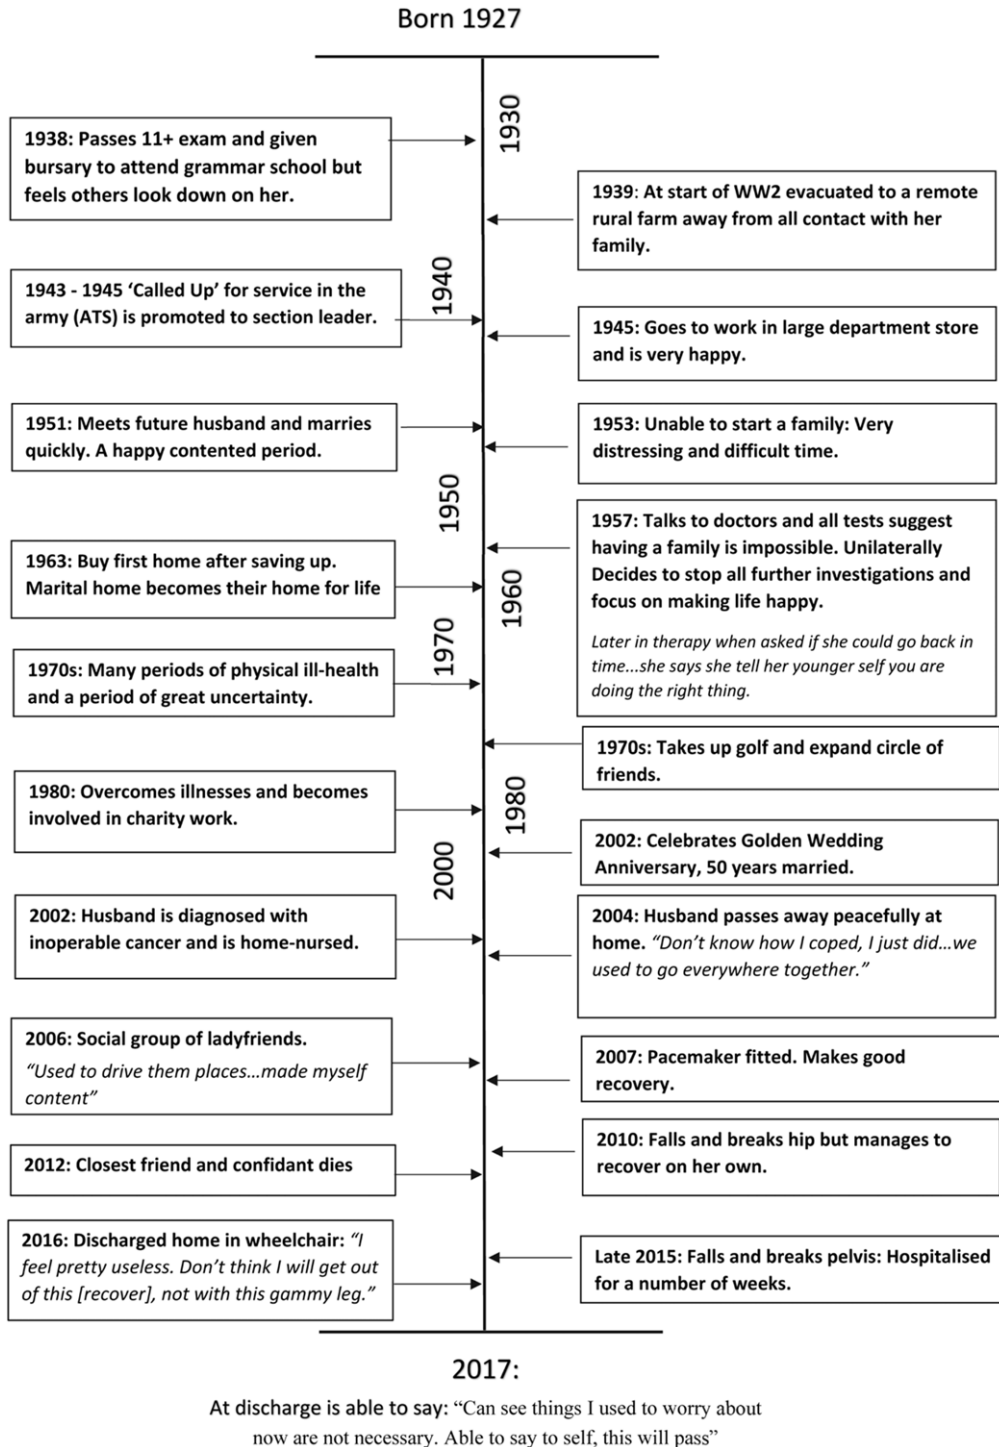 Born 1927
1930
1938: Passes 11+ exam and given
bursary to attend grammar school but
feels others look down on her.
1939: At start of WW2 evacuated to a remote
rural farm away from all contact with her
family.
1940
1943 - 1945 ‘Called Up’ for service in the
army (ATS) is promoted to section leader.
1945: Goes to work in large department store
and is very happy.
1951: Meets future husband and marries
quickly. A happy contented period.
1953: Unable to start a family: Very
distressing and difficult time.
1950
1957: Talks to doctors and all tests suggest
having a family is impossible. Unilaterally
Decides to stop all further investigations and
focus on making life happy.
Later in therapy when asked if she could go back in
time...she says she tell her younger self you are
doing the right thing.
1963: Buy first home after saving up.
Marital home becomes their home for life
1960
1970
1970s: Many periods of physical ill-health
and a period of great uncertainty.
1970s: Takes up golf and expand circle of
friends.
1980: Overcomes illnesses and becomes
involved in charity work.
1980
2002: Celebrates Golden Wedding
Anniversary, 50 years married.
2000
2002: Husband is diagnosed with
inoperable cancer and is home-nursed.
2004: Husband passes away peacefully at
home. “Don’t know how I coped, I just did...we
used to go everywhere together.”
2006: Social group of ladyfriends.
“Used to drive them places...made myself
content”
2007: Pacemaker fitted. Makes good
recovery.
2010: Falls and breaks hip but manages to
recover on her own.
2012: Closest friend and confidant dies
2016: Discharged home in wheelchair: “I
feel pretty useless. Don’t think I will get out
of this [recover], not with this gammy leg.”
Late 2015: Falls and breaks pelvis: Hospitalised
for a number of weeks.
2017:
At discharge is able to say: “Can see things I used to worry about
now are not necessary. Able to say to self, this will pass”